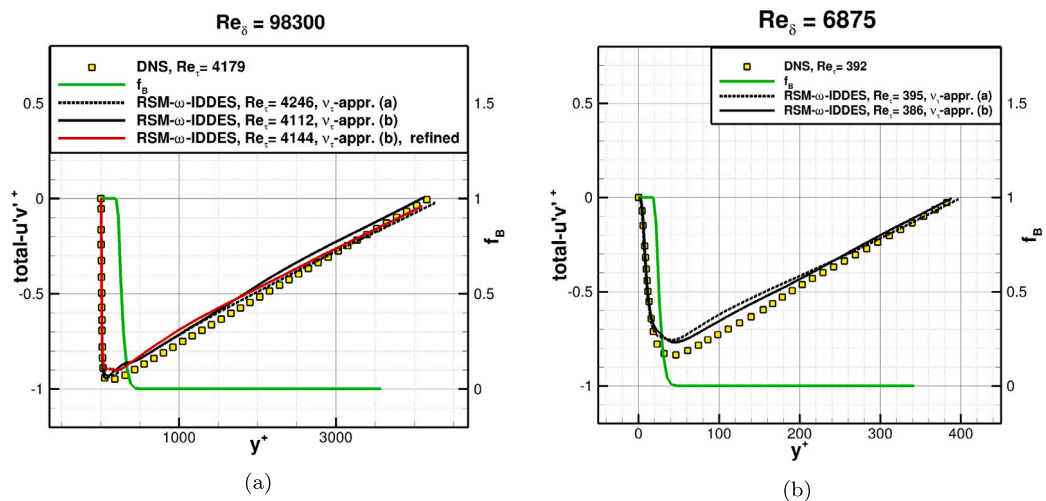 Re_δ = 98300
DNS, Re_τ= 4179
f_B
RSM-ω-IDDES, Re_τ= 4246, ν_τ-appr. (a)
RSM-ω-IDDES, Re_τ= 4112, ν_τ-appr. (b)
RSM-ω-IDDES, Re_τ= 4144, ν_τ-appr. (b), refined
0.5
0
-0.5
-1
total-u'v'⁺
1.5
1
0.5
0
f_B
1000
3000
y⁺
(a)
Re_δ = 6875
DNS, Re_τ= 392
f_B
RSM-ω-IDDES, Re_τ= 395, ν_τ-appr. (a)
RSM-ω-IDDES, Re_τ= 386, ν_τ-appr. (b)
0.5
0
-0.5
-1
total-u'v'⁺
1.5
1
0.5
0
f_B
0
100
200
300
400
y⁺
(b)